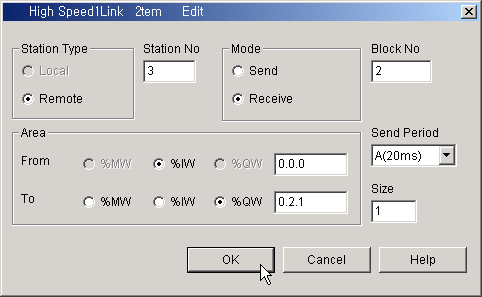 High Speed1Link 2tem Edit
Station Type
Local
Remote
Station No
3
Mode
Send
Receive
Block No
2
Area
From %MW %IW %QW 0.0.0
To %MW %IW %QW 0.2.1
Send Period
A(20ms)
Size
1
OK Cancel Help